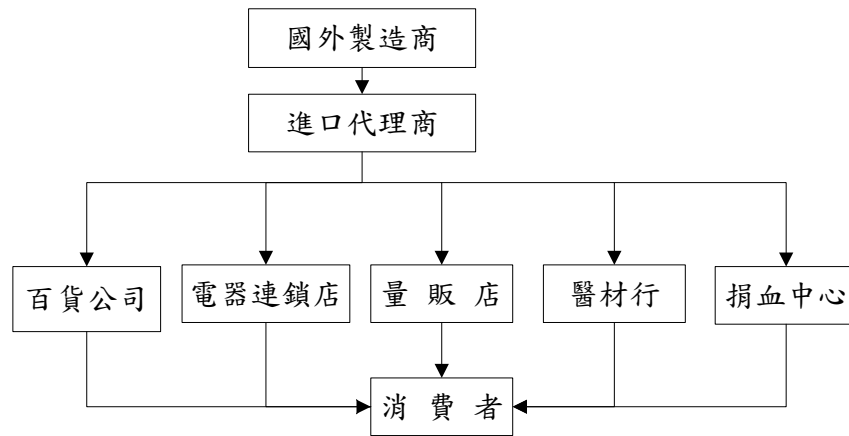 國外製造商
進口代理商
百貨公司
電器連鎖店
量 販 店
醫材行
捐血中心
消 費 者